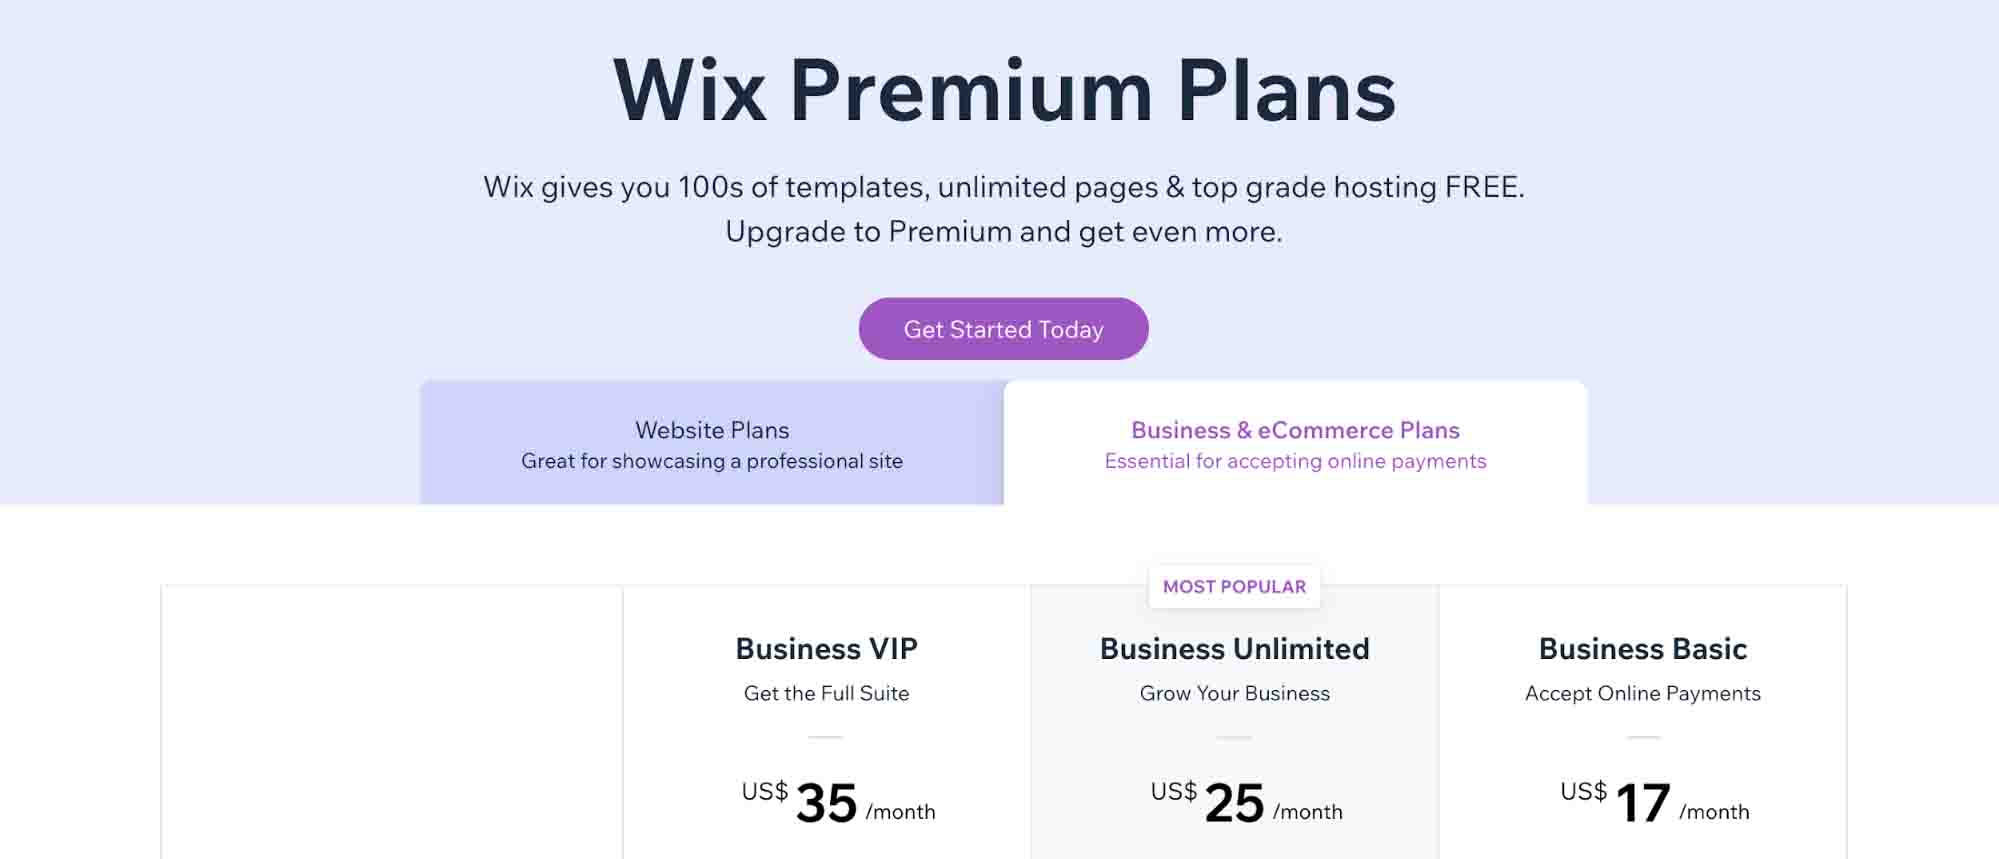 Wix Premium Plans
Wix gives you 100s of templates, unlimited pages & top grade hosting FREE.
Upgrade to Premium and get even more.
Get Started Today
Website Plans
Great for showcasing a professional site
Business & eCommerce Plans
Essential for accepting online payments
MOST POPULAR
Business VIP
Get the Full Suite
US$ 35 /month
Business Unlimited
Grow Your Business
US$ 25 /month
Business Basic
Accept Online Payments
US$ 17 /month